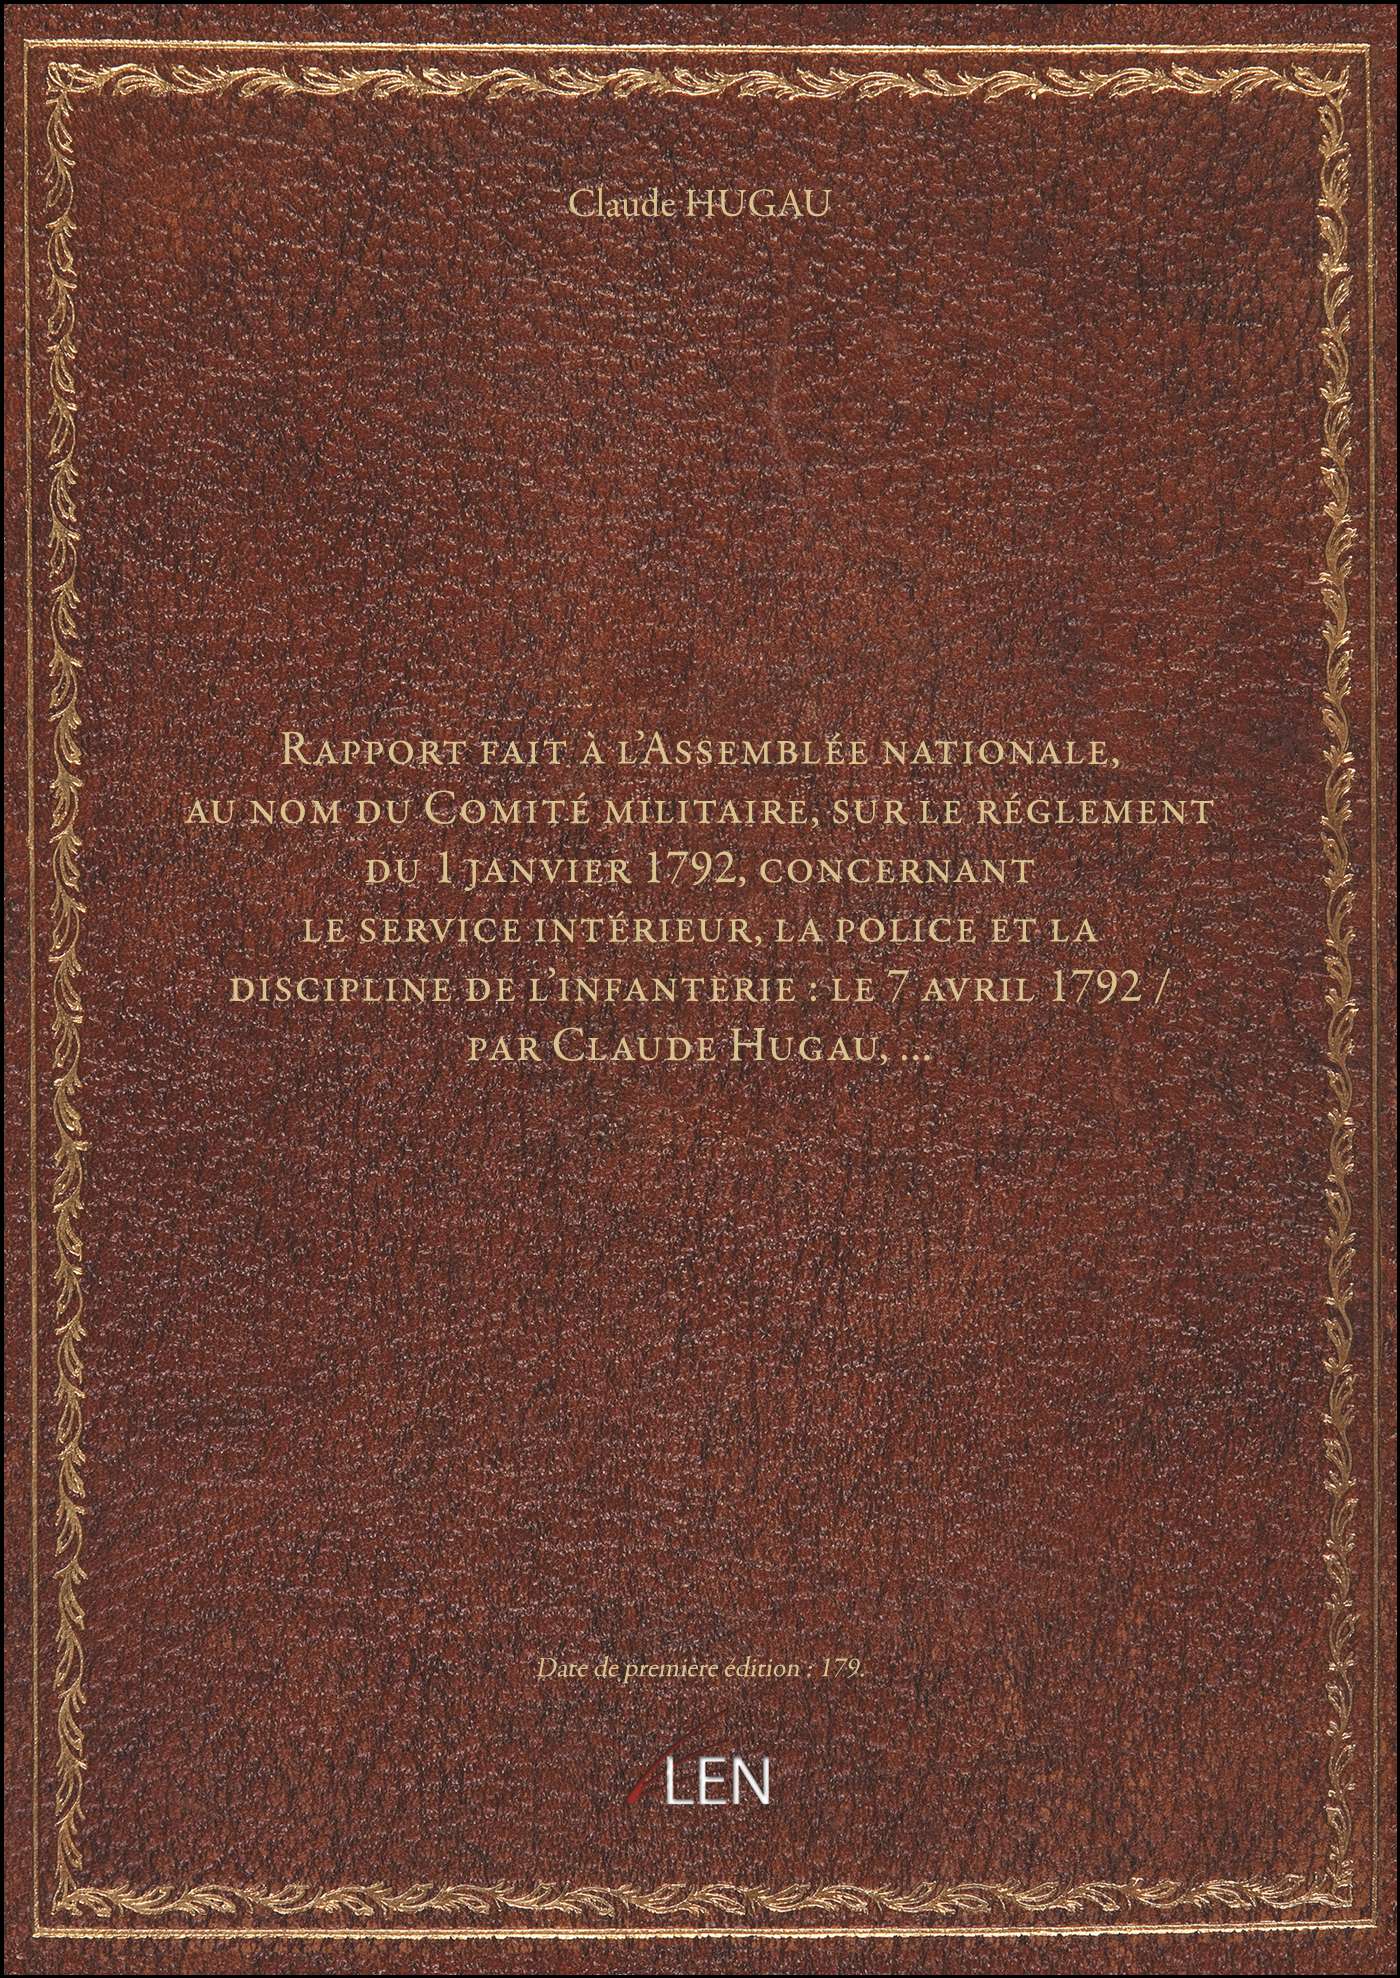 Claude HUGAU
Rapport fait à l'Assemblée nationale,
au nom du Comité militaire, sur le réglement
du 1 janvier 1792, concernant
le service intérieur, la police et la
discipline de l'infanterie : le 7 avril 1792 /
par Claude Hugau, ...
Date de première édition : 179.
LEN